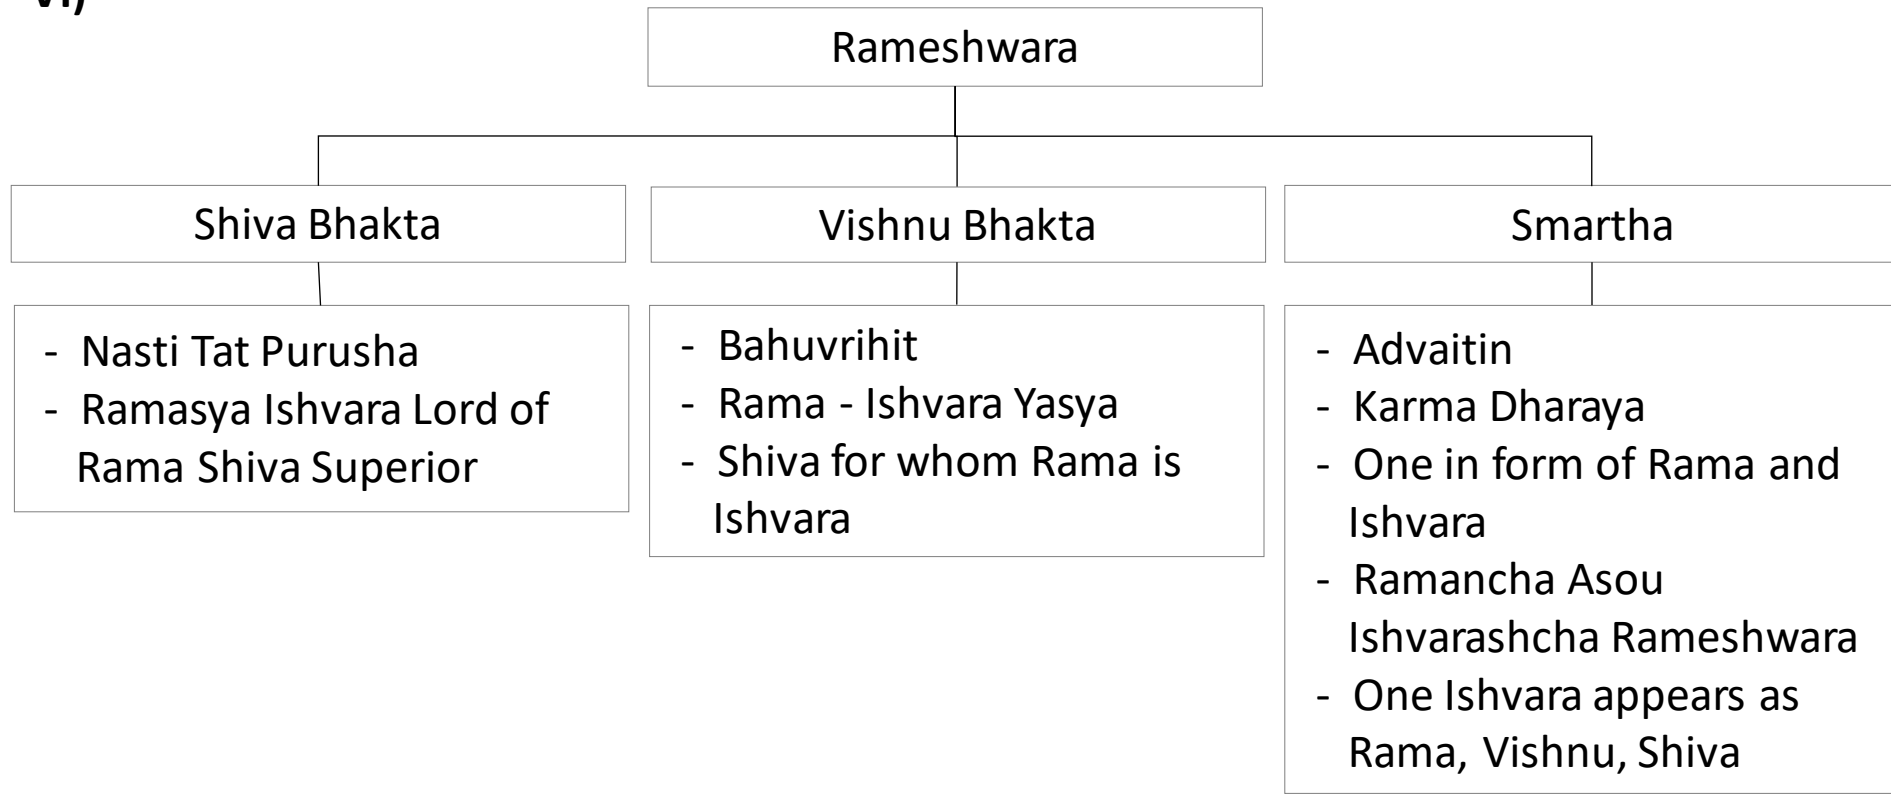 VI)
Rameshwara
Shiva Bhakta
Vishnu Bhakta
Smartha
- Nasti Tat Purusha
- Ramasya Ishvara Lord of
Rama Shiva Superior
- Bahuvrihit
- Rama - Ishvara Yasya
- Shiva for whom Rama is
Ishvara
- Advaitin
- Karma Dharaya
- One in form of Rama and
Ishvara
- Ramancha Asou
Ishvarashcha Rameshwara
- One Ishvara appears as
Rama, Vishnu, Shiva